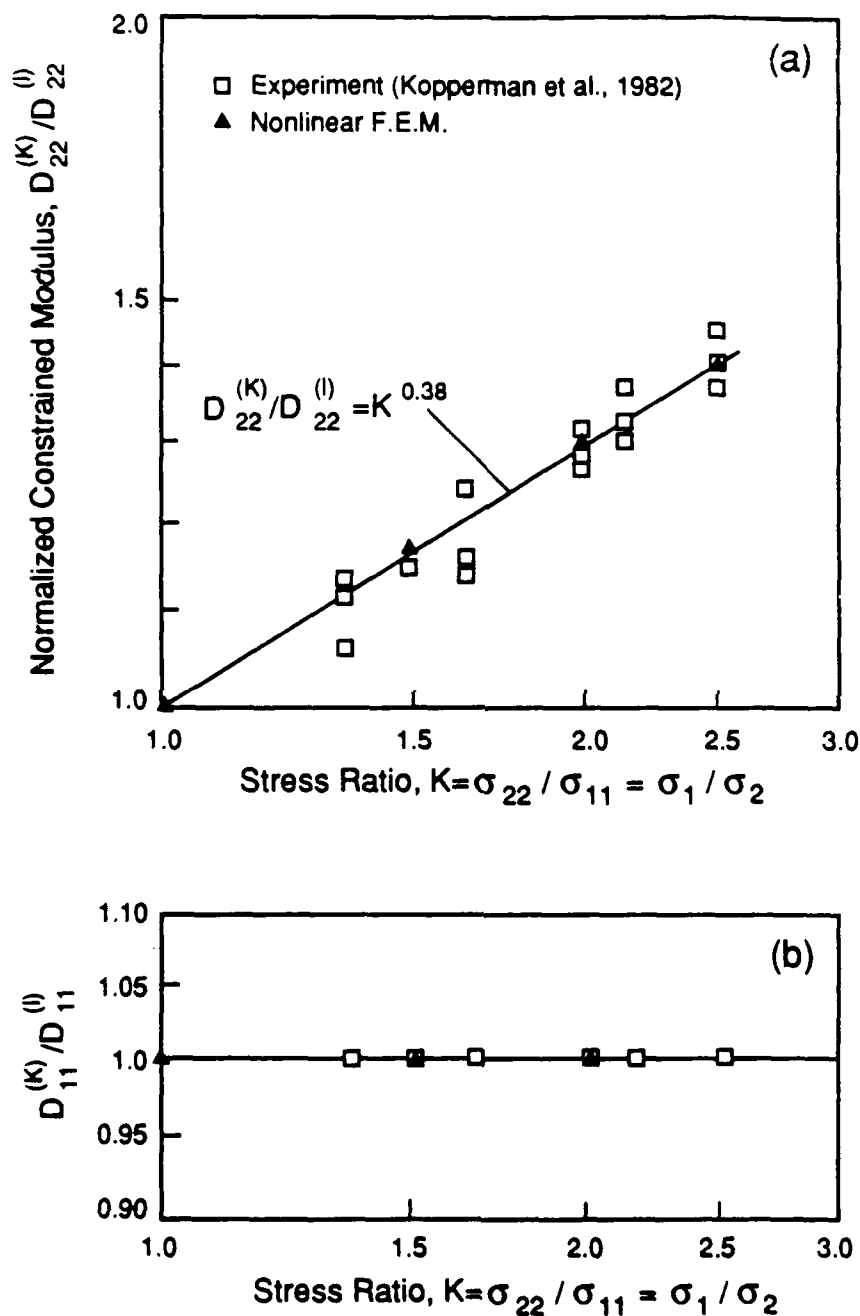 (a)
2.0
□ Experiment (Kopperman et al., 1982)
▲ Nonlinear F.E.M.
Normalized Constrained Modulus, D₂₂^(K)/D₂₂^(I)
1.5
D₂₂^(K)/D₂₂^(I) = K^0.38
1.0
1.0 1.5 2.0 2.5 3.0
Stress Ratio, K=σ₂₂ / σ₁₁ = σ₁ / σ₂
(b)
1.10
1.05
D₁₁^(K)/D₁₁^(I)
1.0
0.95
0.90
1.0 1.5 2.0 2.5 3.0
Stress Ratio, K=σ₂₂ / σ₁₁ = σ₁ / σ₂